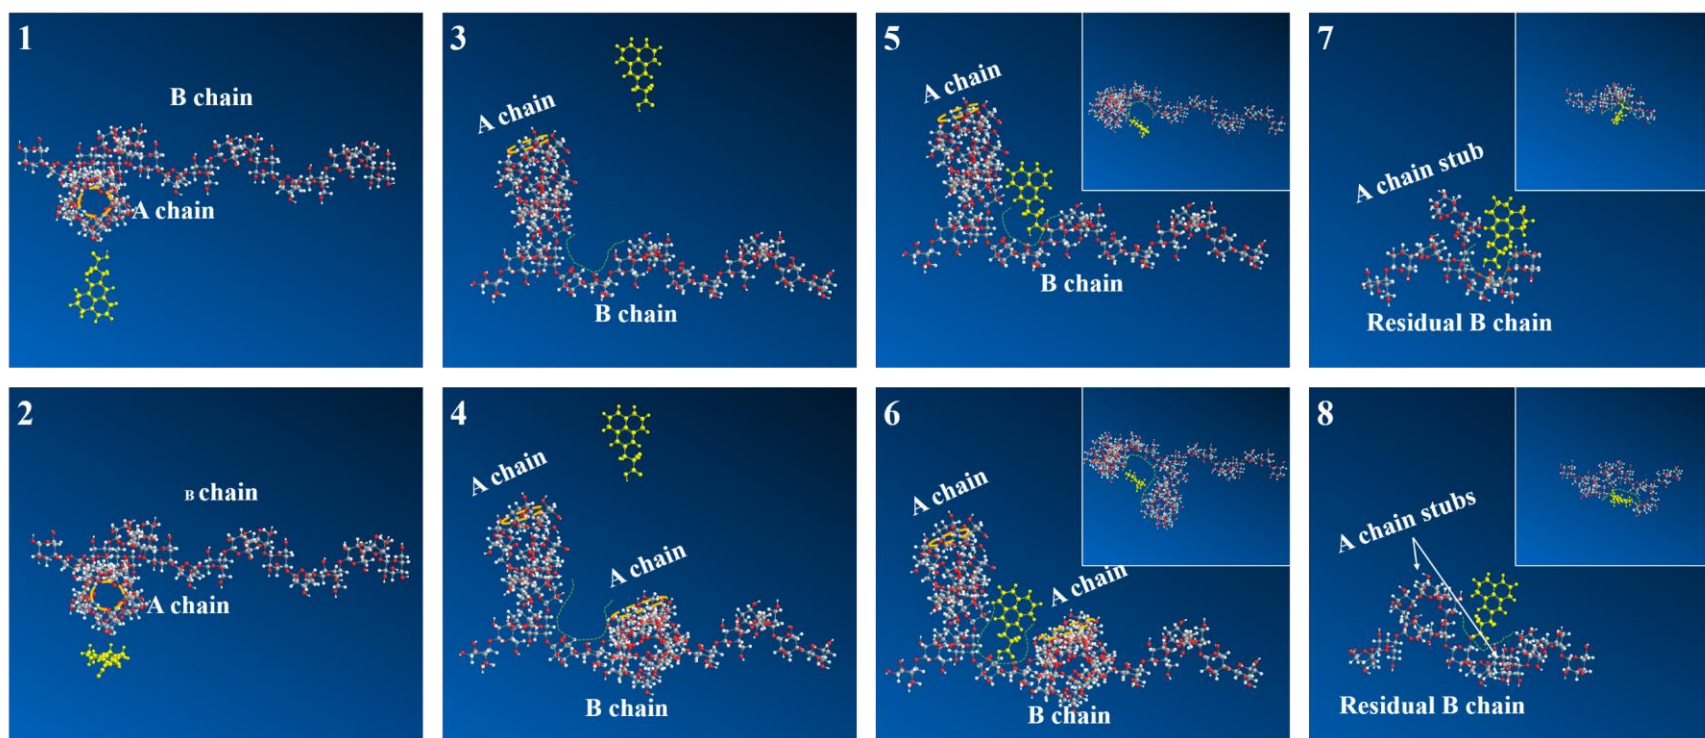 1
B chain
A chain
3
A chain
B chain
5
A chain
B chain
7
A chain stub
Residual B chain
2
B chain
A chain
4
A chain
A chain
B chain
6
A chain
A chain
B chain
8
A chain stubs
Residual B chain